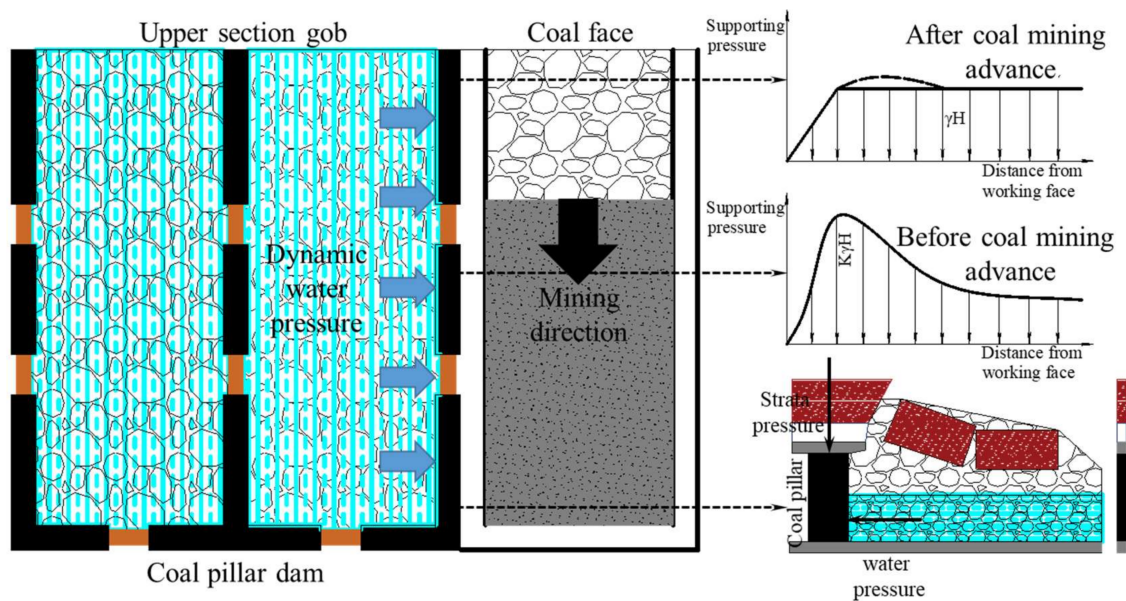 Upper section gob
Coal face
Dynamic
water
pressure
Mining
direction
Coal pillar dam
Supporting
pressure
After coal mining
advance.
γH
Distance from
working face
Supporting
pressure
Before coal mining
advance
KγH
Distance from
working face
Strata
pressure
Coal pillar
water
pressure